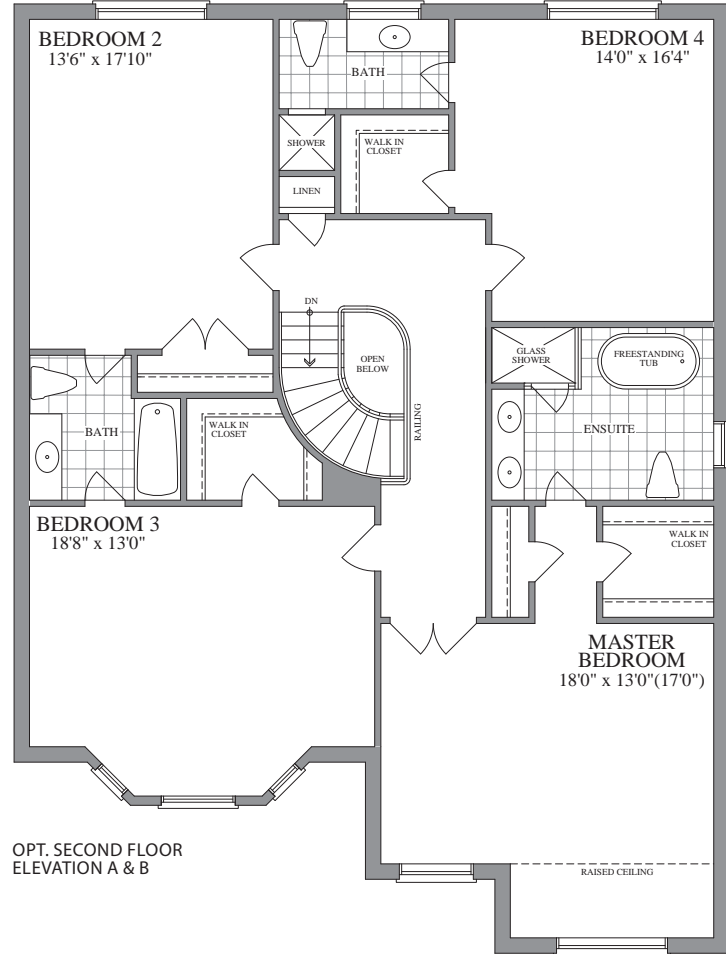 BEDROOM 2
13'6" x 17'10"
BATH
BEDROOM 4
14'0" x 16'4"
SHOWER
WALK IN
CLOSET
LINEN
DN
OPEN
BELOW
RAILING
GLASS
SHOWER
FREESTANDING
TUB
ENSUITE
BATH
WALK IN
CLOSET
BEDROOM 3
18'8" x 13'0"
WALK IN
CLOSET
MASTER
BEDROOM
18'0" x 13'0"(17'0")
RAISED CEILING
OPT. SECOND FLOOR
ELEVATION A & B